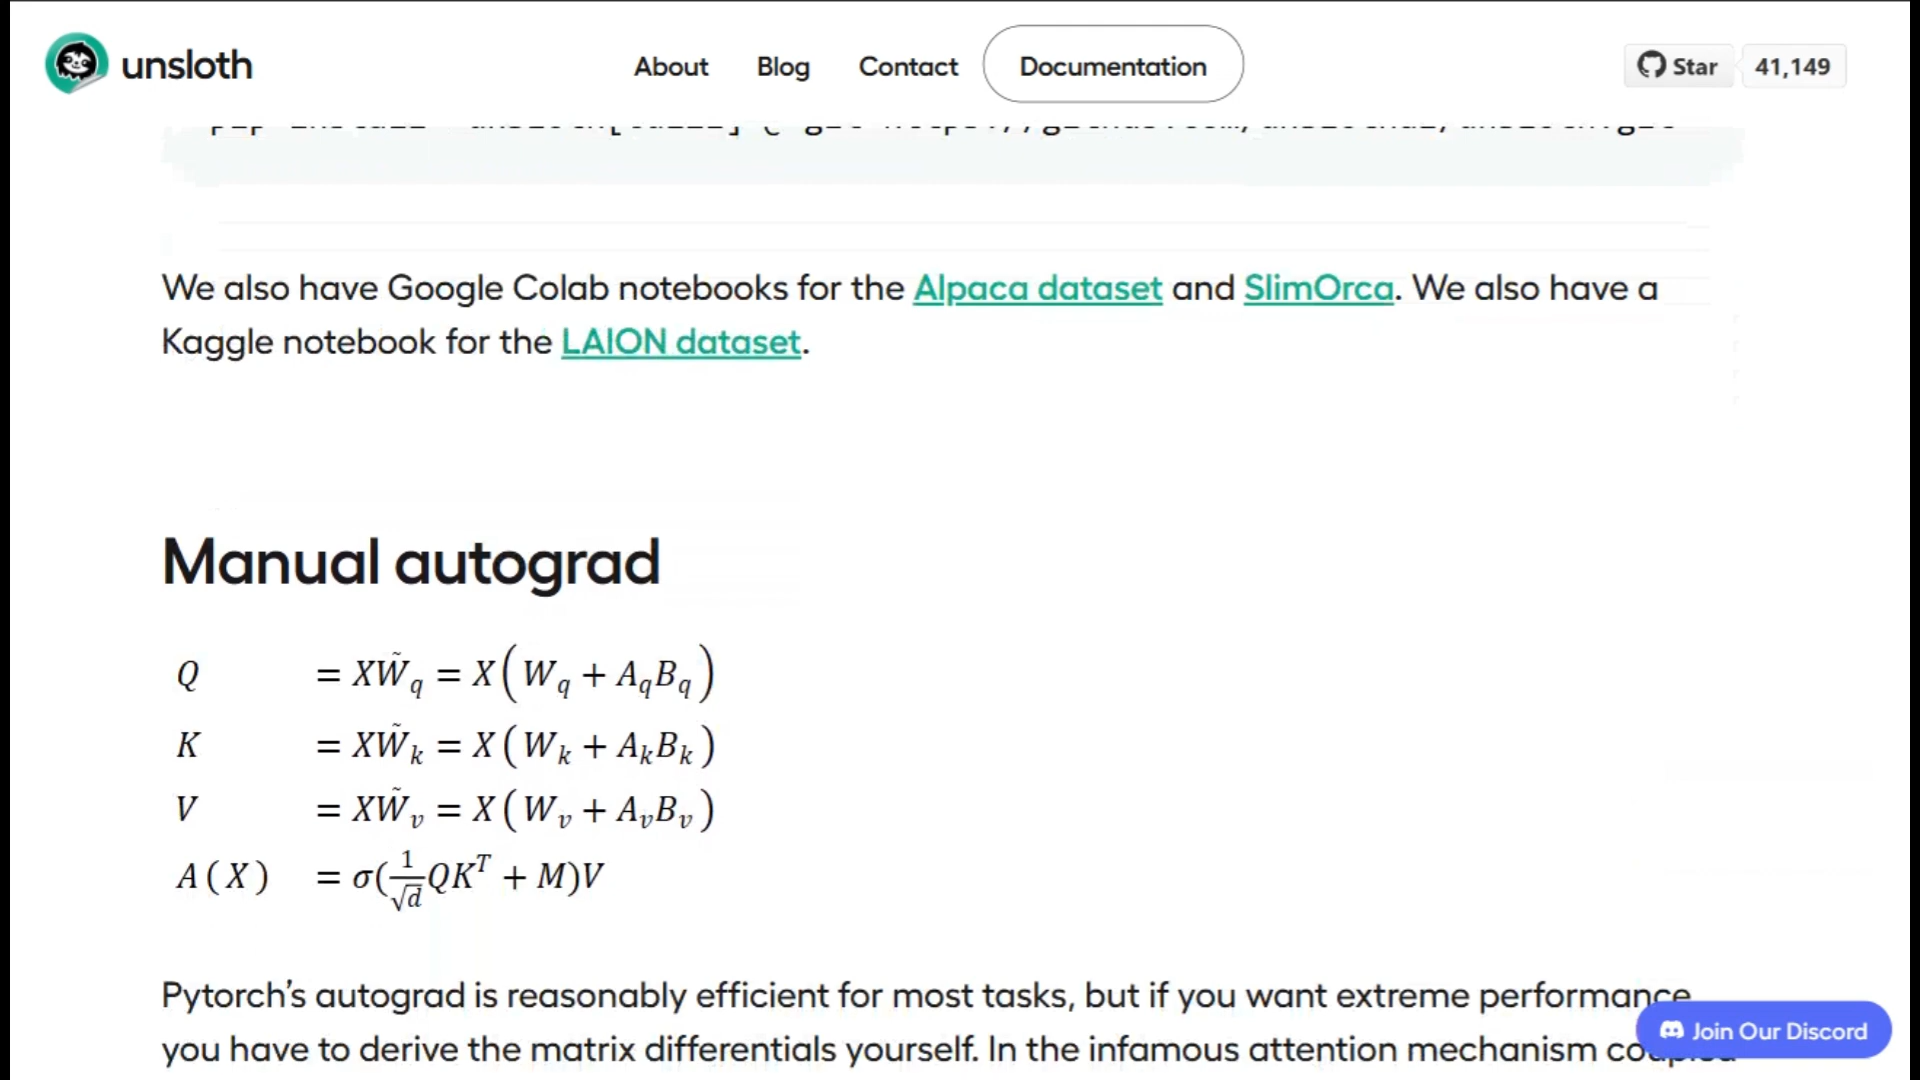 unsloth
About Blog Contact Documentation
Star 41,149
We also have Google Colab notebooks for the Alpaca dataset and SlimOrca. We also have a
Kaggle notebook for the LAION dataset.
Manual autograd
Q = XW̃_q = X(W_q + A_qB_q)
K = XW̃_k = X(W_k + A_kB_k)
V = XW̃_v = X(W_v + A_vB_v)
A(X) = σ(1/√d QK^T + M)V
Pytorch’s autograd is reasonably efficient for most tasks, but if you want extreme performance
you have to derive the matrix differentials yourself. In the infamous attention mechanism coupled
Join Our Discord